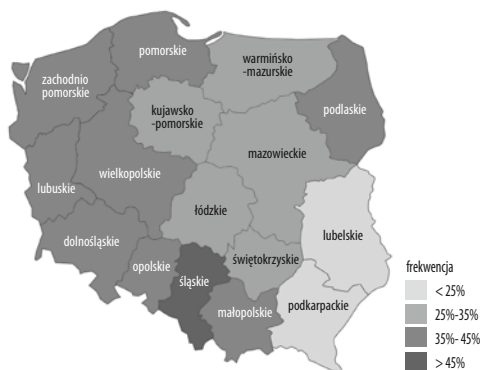 pomorskie
warmińsko
-mazurskie
zachodnio
pomorskie
podlaskie
kujawsko
-pomorskie
mazowieckie
wielkopolskie
lubuskie
łódzkie
lubelskie
dolnośląskie
świętokrzyskie
opolskie
śląskie
podkarpackie
małopolskie
frekwencja
< 25%
25%-35%
35%- 45%
> 45%